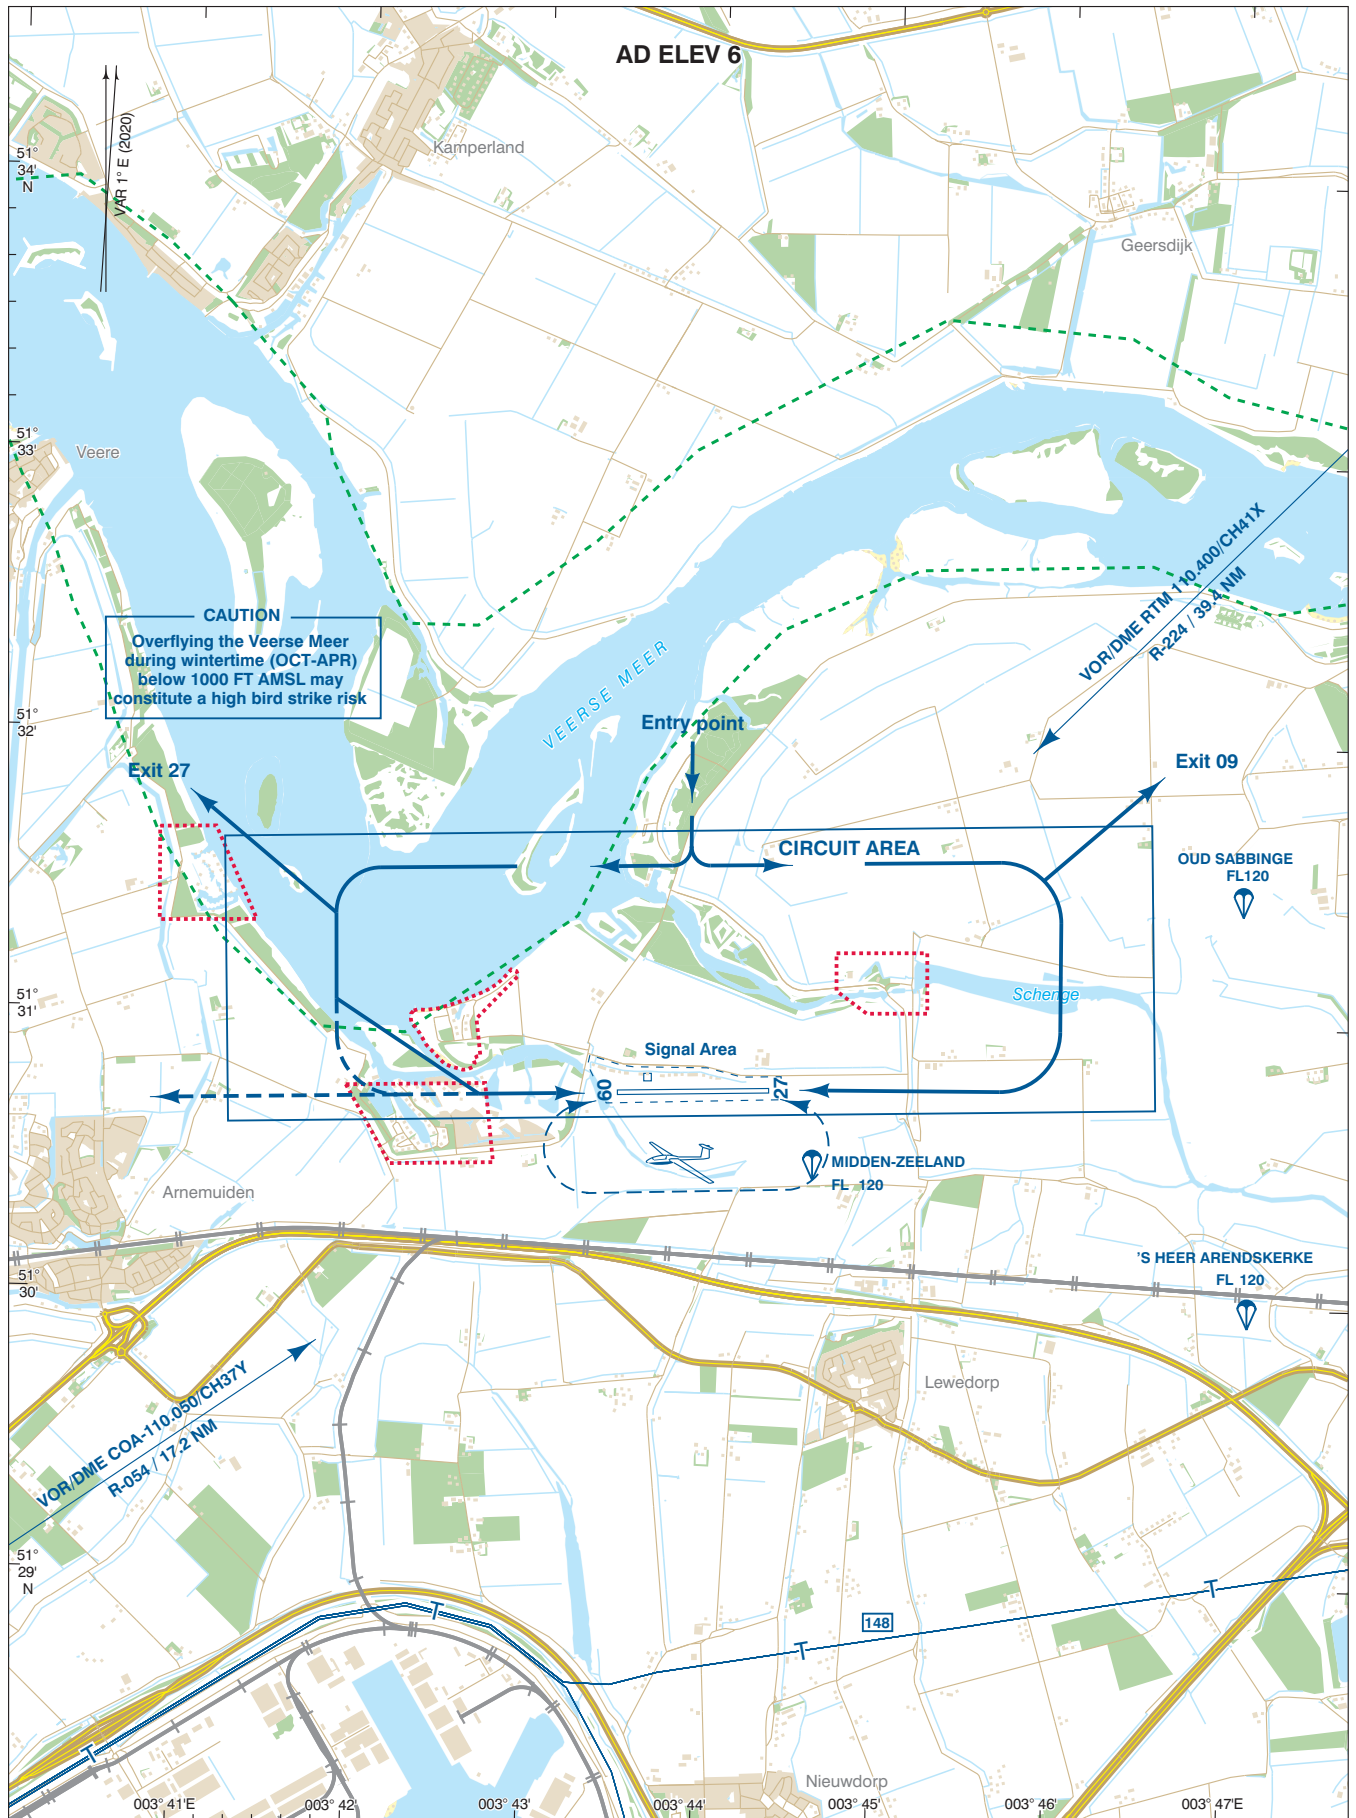 AD ELEV 6
VAR 1° E (2020)
Kamperland
51°
34'
N
Geersdijk
51°
33'
Veere
VOR/DME RTM 110.400/CH41X
R-224 / 39.4 NM
CAUTION
Overflying the Veerse Meer
during wintertime (OCT-APR)
below 1000 FT AMSL may
constitute a high bird strike risk
VEERSE MEER
51°
32'
Entry point
Exit 27
Exit 09
CIRCUIT AREA
OUD SABBINGE
FL120
51°
31'
Schenge
Signal Area
09
27
MIDDEN-ZEELAND
FL 120
Arnemuiden
'S HEER ARENDSKERKE
FL 120
51°
30'
Lewedorp
VOR/DME COA-110.050/CH37Y
R-054 / 17.2 NM
51°
29'
N
T
T
148
T
T
Nieuwdorp
003° 41'E
003° 42'
003° 43'
003° 44'
003° 45'
003° 46'
003° 47'E